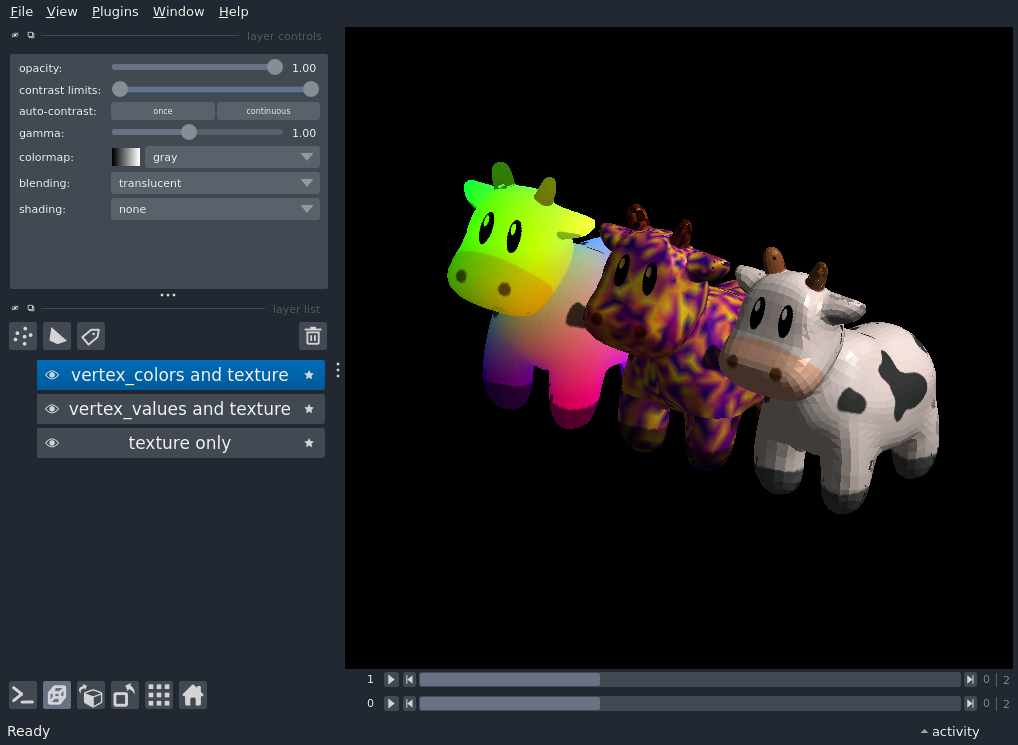 File View Plugins Window Help
layer controls
opacity: 1.00
contrast limits:
auto-contrast: once continuous
gamma: 1.00
colormap: gray
blending: translucent
shading: none
layer list
vertex_colors and texture
vertex_values and texture
texture only
1 0 | 2
0 0 | 2
Ready activity